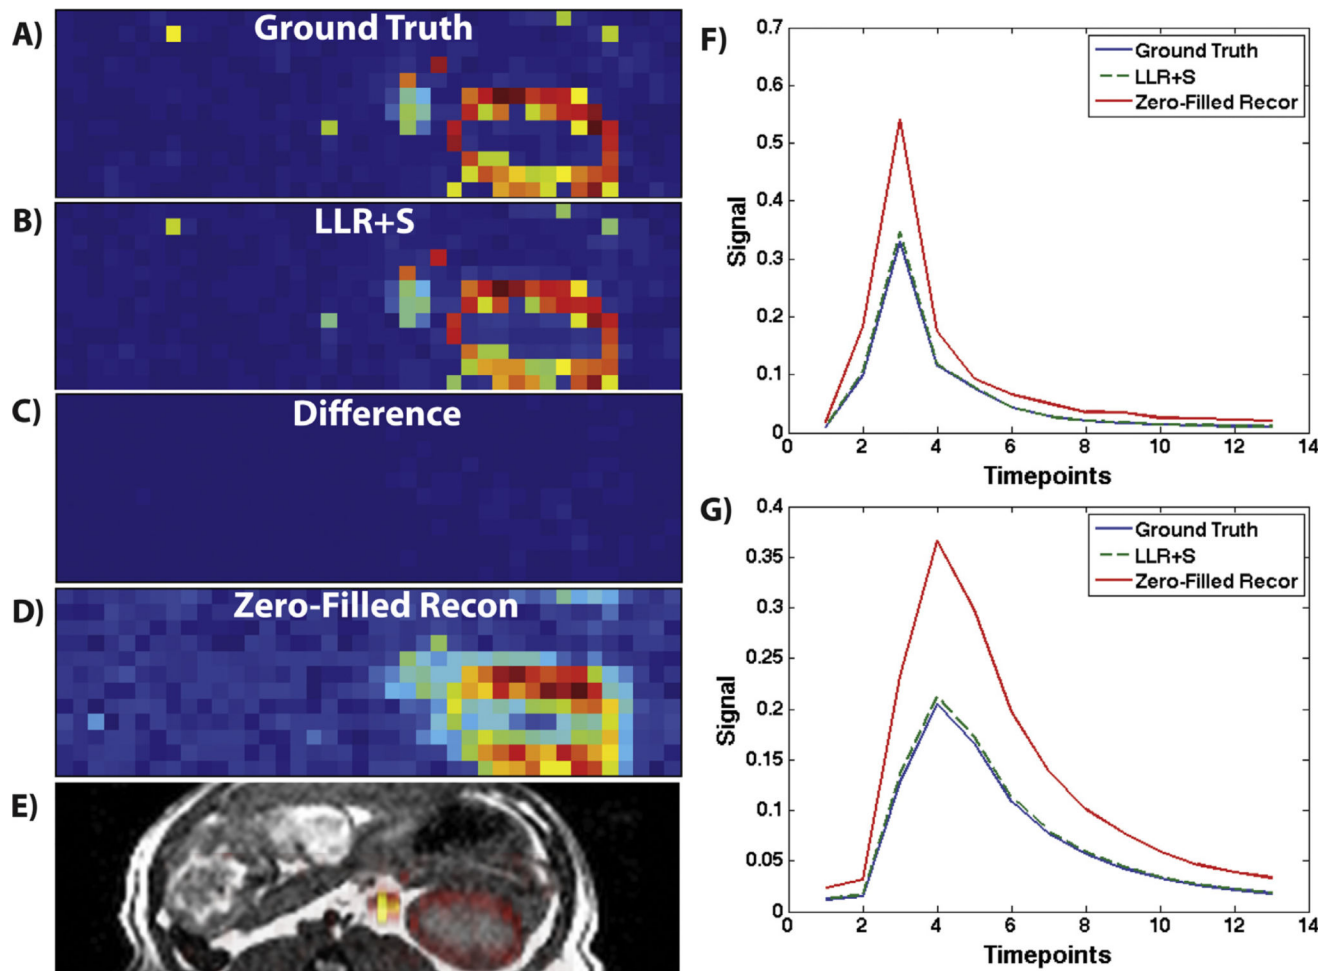 A)
Ground Truth
B)
LLR+S
C)
Difference
D)
Zero-Filled Recon
E)
F)
0.7
0.6
0.5
0.4
0.3
0.2
0.1
0
Signal
Ground Truth
LLR+S
Zero-Filled Recor
0 2 4 6 8 10 12 14
Timepoints
G)
0.4
0.35
0.3
0.25
0.2
0.15
0.1
0.05
0
Signal
Ground Truth
LLR+S
Zero-Filled Recor
0 2 4 6 8 10 12 14
Timepoints